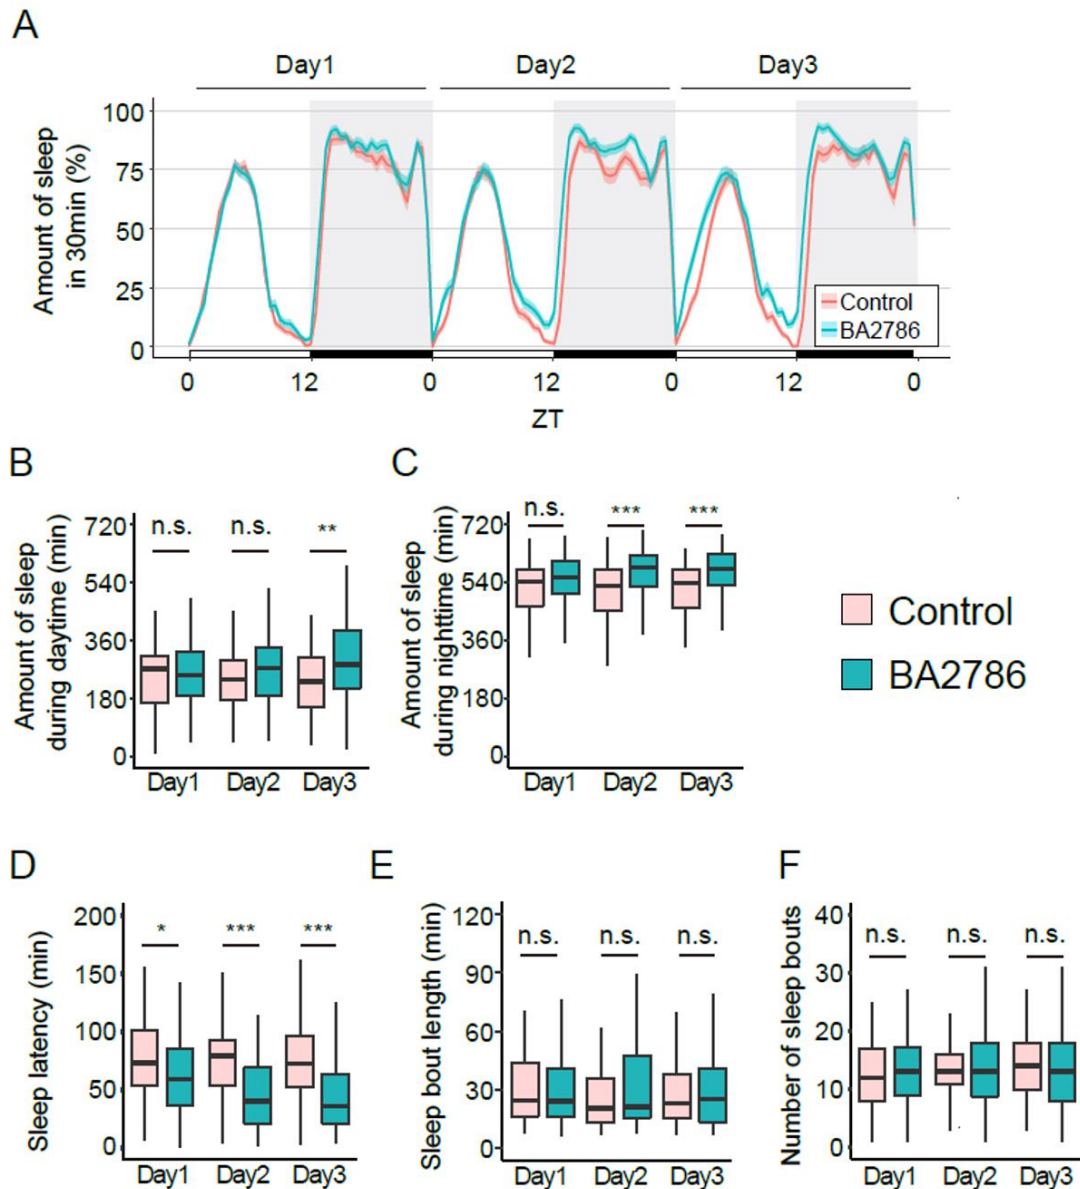 A
Day1 Day2 Day3
Amount of sleep
in 30min (%)
100
75
50
25
0
Control
BA2786
0 12 0 12 0 12 0
ZT
B
Amount of sleep
during daytime (min)
720
540
360
180
0
n.s. n.s. **
Day1 Day2 Day3
C
Amount of sleep
during nighttime (min)
720
540
360
180
0
n.s. *** ***
Day1 Day2 Day3
Control
BA2786
D
Sleep latency (min)
200
150
100
50
0
* *** ***
Day1 Day2 Day3
E
Sleep bout length (min)
120
90
60
30
0
n.s. n.s. n.s.
Day1 Day2 Day3
F
Number of sleep bouts
40
30
20
10
0
n.s. n.s. n.s.
Day1 Day2 Day3